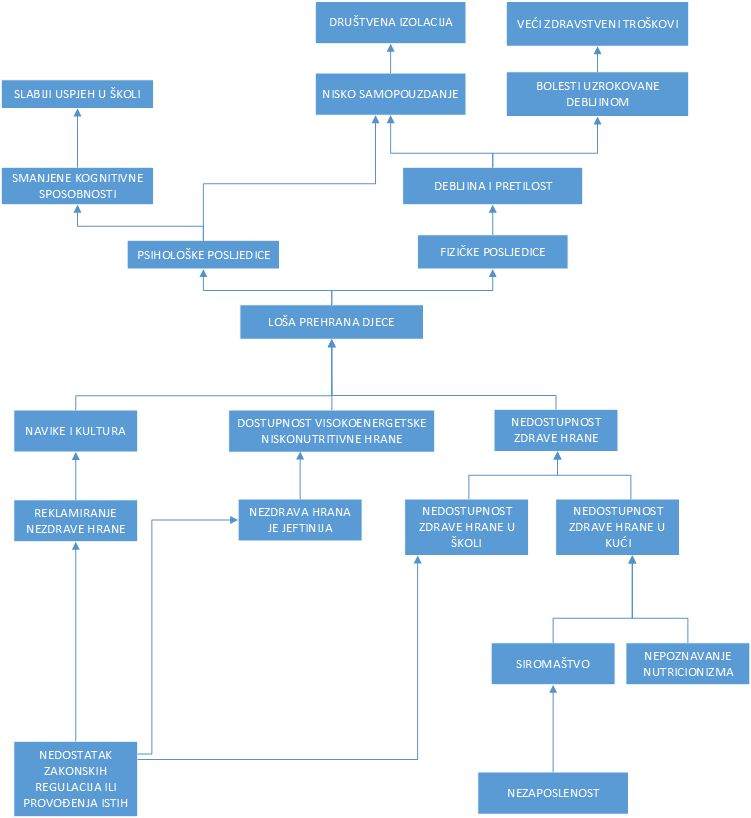 DRUŠTVENA IZOLACIJA
VEĆI ZDRAVSTVENI TROŠKOVI
SLABIJI USPJEH U ŠKOLI
NISKO SAMOPOUZDANJE
BOLESTI UZROKOVANE
DEBLJINOM
SMANJENE KOGNITIVNE
SPOSOBNOSTI
DEBLJINA I PRETILOST
PSIHOLOŠKE POSLJEDICE
FIZIČKE POSLJEDICE
LOŠA PREHRANA DJECE
NAVIKE I KULTURA
DOSTUPNOST VISOKOENERGETSKE
NISKONUTRITIVNE HRANE
NEDOSTUPNOST
ZDRAVE HRANE
REKLAMIRANJE
NEZDRAVE HRANE
NEZDRAVA HRANA
JE JEFTINIJA
NEDOSTUPNOST
ZDRAVE HRANE U
ŠKOLI
NEDOSTUPNOST
ZDRAVE HRANE U
KUĆI
SIROMAŠTVO
NEPOZNAVANJE
NUTRICIONIZMA
NEDOSTATAK
ZAKONSKIH
REGULACIJA ILI
PROVOĐENJA ISTIH
NEZAPOSLENOST